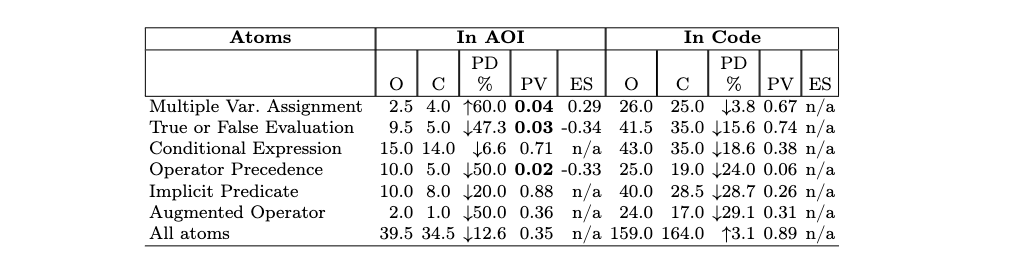 Atoms In AOI In Code
PD PD
O C % PV ES O C % PV ES
Multiple Var. Assignment 2.5 4.0 ↑60.0 0.04 0.29 26.0 25.0 ↓3.8 0.67 n/a
True or False Evaluation 9.5 5.0 ↓47.3 0.03 -0.34 41.5 35.0 ↓15.6 0.74 n/a
Conditional Expression 15.0 14.0 ↓6.6 0.71 n/a 43.0 35.0 ↓18.6 0.38 n/a
Operator Precedence 10.0 5.0 ↓50.0 0.02 -0.33 25.0 19.0 ↓24.0 0.06 n/a
Implicit Predicate 10.0 8.0 ↓20.0 0.88 n/a 40.0 28.5 ↓28.7 0.26 n/a
Augmented Operator 2.0 1.0 ↓50.0 0.36 n/a 24.0 17.0 ↓29.1 0.31 n/a
All atoms 39.5 34.5 ↓12.6 0.35 n/a 159.0 164.0 ↑3.1 0.89 n/a